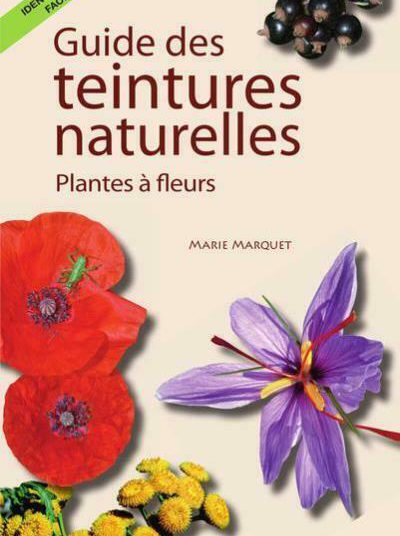 Guide des
teintures
naturelles
Plantes à fleurs
MARIE MARQUET